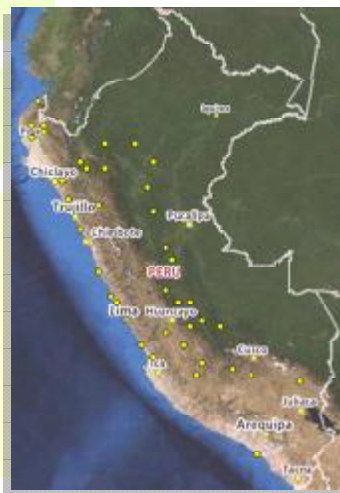 Iquitos
Piura
Chiclayo
Trujillo
Pucallpa
Chimbote
PERU
Lima
Huancayo
Cusco
Ica
Juliaca
Arequipa
Tacna